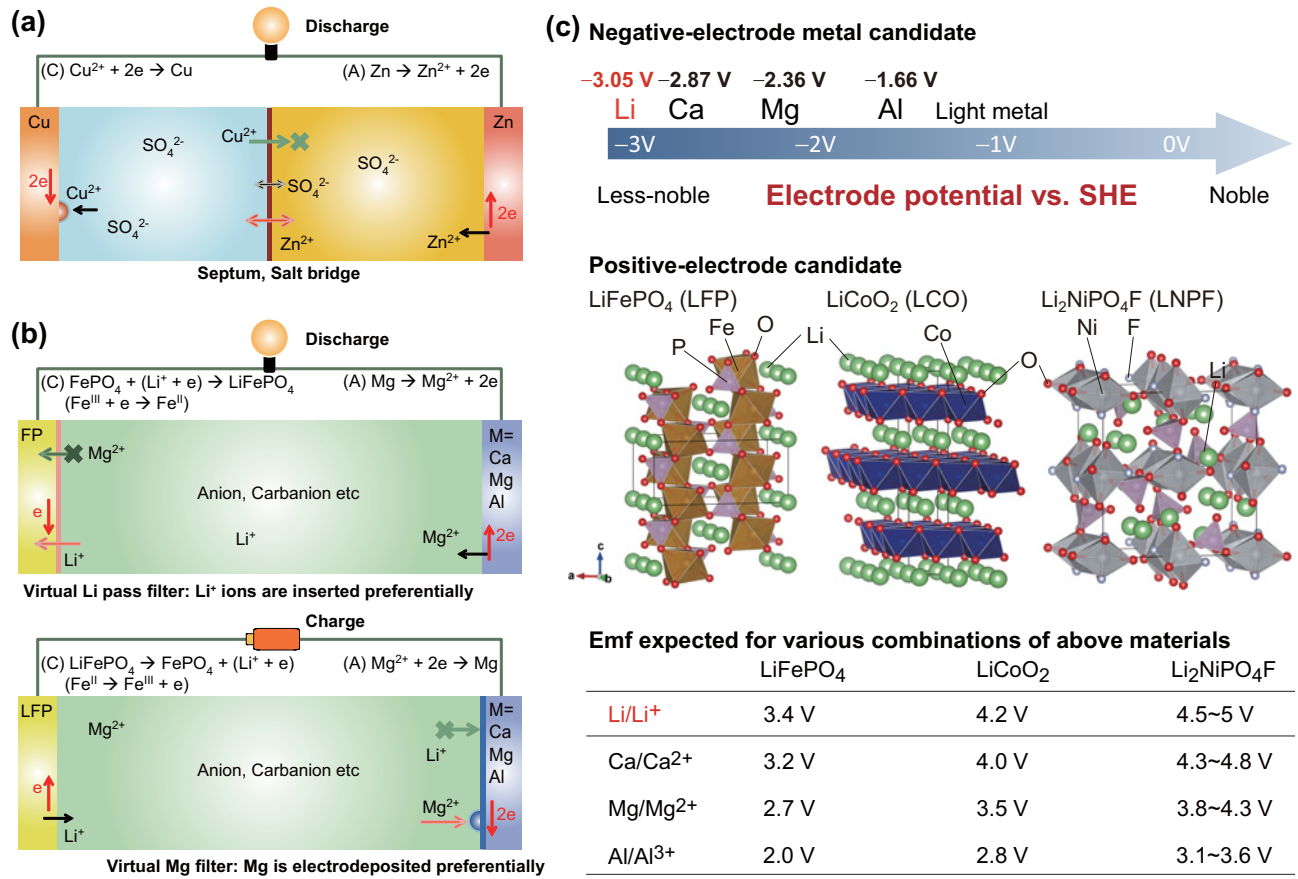 (a)
Discharge
(C) Cu²⁺ + 2e → Cu
(A) Zn → Zn²⁺ + 2e
Cu
Zn
SO₄²⁻
Cu²⁺
SO₄²⁻
2e
Cu²⁺
SO₄²⁻
SO₄²⁻
Zn²⁺
Zn²⁺
2e
Septum, Salt bridge
(b)
Discharge
(C) FePO₄ + (Li⁺ + e) → LiFePO₄
(Feᴵᴵᴵ + e → Feᴵᴵ)
(A) Mg → Mg²⁺ + 2e
FP
Mg²⁺
M=
Ca
Mg
Al
Anion, Carbanion etc
e
Li⁺
Li⁺
Mg²⁺
2e
Virtual Li pass filter: Li⁺ ions are inserted preferentially
Charge
(C) LiFePO₄ → FePO₄ + (Li⁺ + e)
(Feᴵᴵ → Feᴵᴵᴵ + e)
(A) Mg²⁺ + 2e → Mg
LFP
Mg²⁺
M=
Ca
Mg
Al
Li⁺
Anion, Carbanion etc
e
Li⁺
Mg²⁺
2e
Virtual Mg filter: Mg is electrodeposited preferentially
(c)
Negative-electrode metal candidate
−3.05 V −2.87 V −2.36 V −1.66 V
Li Ca Mg Al Light metal
−3V −2V −1V 0V
Less-noble Electrode potential vs. SHE Noble
Positive-electrode candidate
LiFePO₄ (LFP) LiCoO₂ (LCO) Li₂NiPO₄F (LNPF)
Fe O Li Co Ni F
P O Li
c
a b
Emf expected for various combinations of above materials
LiFePO₄ LiCoO₂ Li₂NiPO₄F
Li/Li⁺ 3.4 V 4.2 V 4.5~5 V
Ca/Ca²⁺ 3.2 V 4.0 V 4.3~4.8 V
Mg/Mg²⁺ 2.7 V 3.5 V 3.8~4.3 V
Al/Al³⁺ 2.0 V 2.8 V 3.1~3.6 V